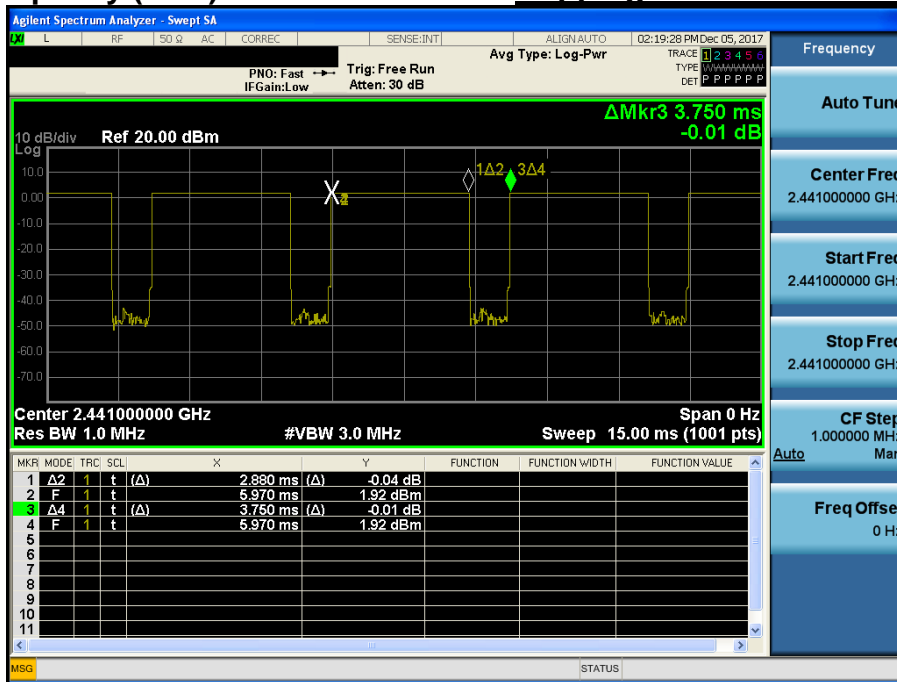 Agilent Spectrum Analyzer - Swept SA
LXI L RF 50 Ω AC CORREC SENSE:INT ALIGN AUTO 02:19:28 PM Dec 05, 2017
Avg Type: Log-Pwr TRACE 1 2 3 4 5 6
PNO: Fast Trig: Free Run TYPE WWWWWW
IFGain:Low Atten: 30 dB DET P P P P P P
Frequency
Auto Tune
Center Freq
2.441000000 GHz
Start Freq
2.441000000 GHz
Stop Freq
2.441000000 GHz
CF Step
1.000000 MHz
Auto Man
Freq Offset
0 Hz
ΔMkr3 3.750 ms
-0.01 dB
10 dB/div Ref 20.00 dBm
Log
10.0
0.00
-10.0
-20.0
-30.0
-40.0
-50.0
-60.0
-70.0
1Δ2 3Δ4
Center 2.441000000 GHz Span 0 Hz
Res BW 1.0 MHz #VBW 3.0 MHz Sweep 15.00 ms (1001 pts)
MKR MODE TRC SCL X Y FUNCTION FUNCTION WIDTH FUNCTION VALUE
1 Δ2 1 t (Δ) 2.880 ms (Δ) -0.04 dB
2 F 1 t 5.970 ms 1.92 dBm
3 Δ4 1 t (Δ) 3.750 ms (Δ) -0.01 dB
4 F 1 t 5.970 ms 1.92 dBm
5
6
7
8
9
10
11
MSG STATUS